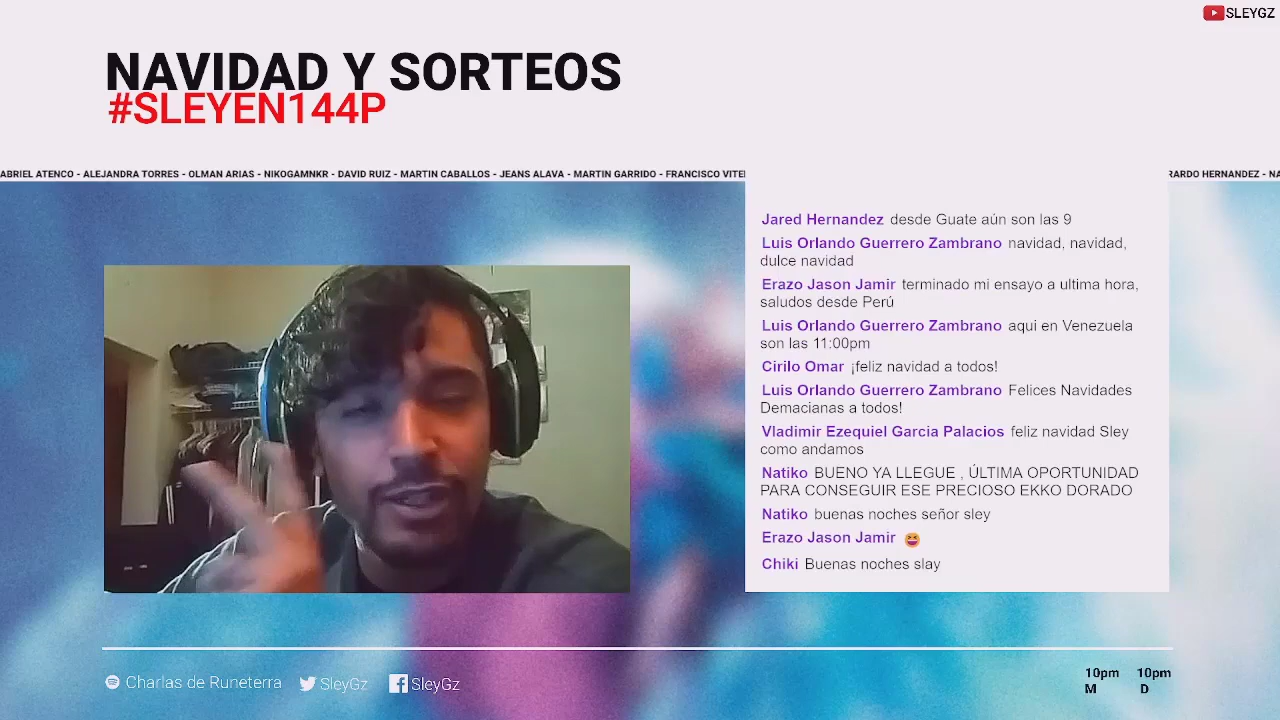 SLEYGZ
NAVIDAD Y SORTEOS
#SLEYEN144P
ABRIEL ATENCO - ALEJANDRA TORRES - OLMAN ARIAS - NIKOGAMNKR - DAVID RUIZ - MARTIN CABALLOS - JEANS ALAVA - MARTIN GARRIDO - FRANCISCO VITE
RARDO HERNANDEZ - NA
Jared Hernandez desde Guate aún son las 9
Luis Orlando Guerrero Zambrano navidad, navidad,
dulce navidad
Erazo Jason Jamir terminado mi ensayo a ultima hora,
saludos desde Perú
Luis Orlando Guerrero Zambrano aqui en Venezuela
son las 11:00pm
Cirilo Omar ¡feliz navidad a todos!
Luis Orlando Guerrero Zambrano Felices Navidades
Demacianas a todos!
Vladimir Ezequiel Garcia Palacios feliz navidad Sley
como andamos
Natiko BUENO YA LLEGUE , ÚLTIMA OPORTUNIDAD
PARA CONSEGUIR ESE PRECIOSO EKKO DORADO
Natiko buenas noches señor sley
Erazo Jason Jamir 😆
Chiki Buenas noches slay
Charlas de Runeterra SleyGz SleyGz
10pm 10pm
M D